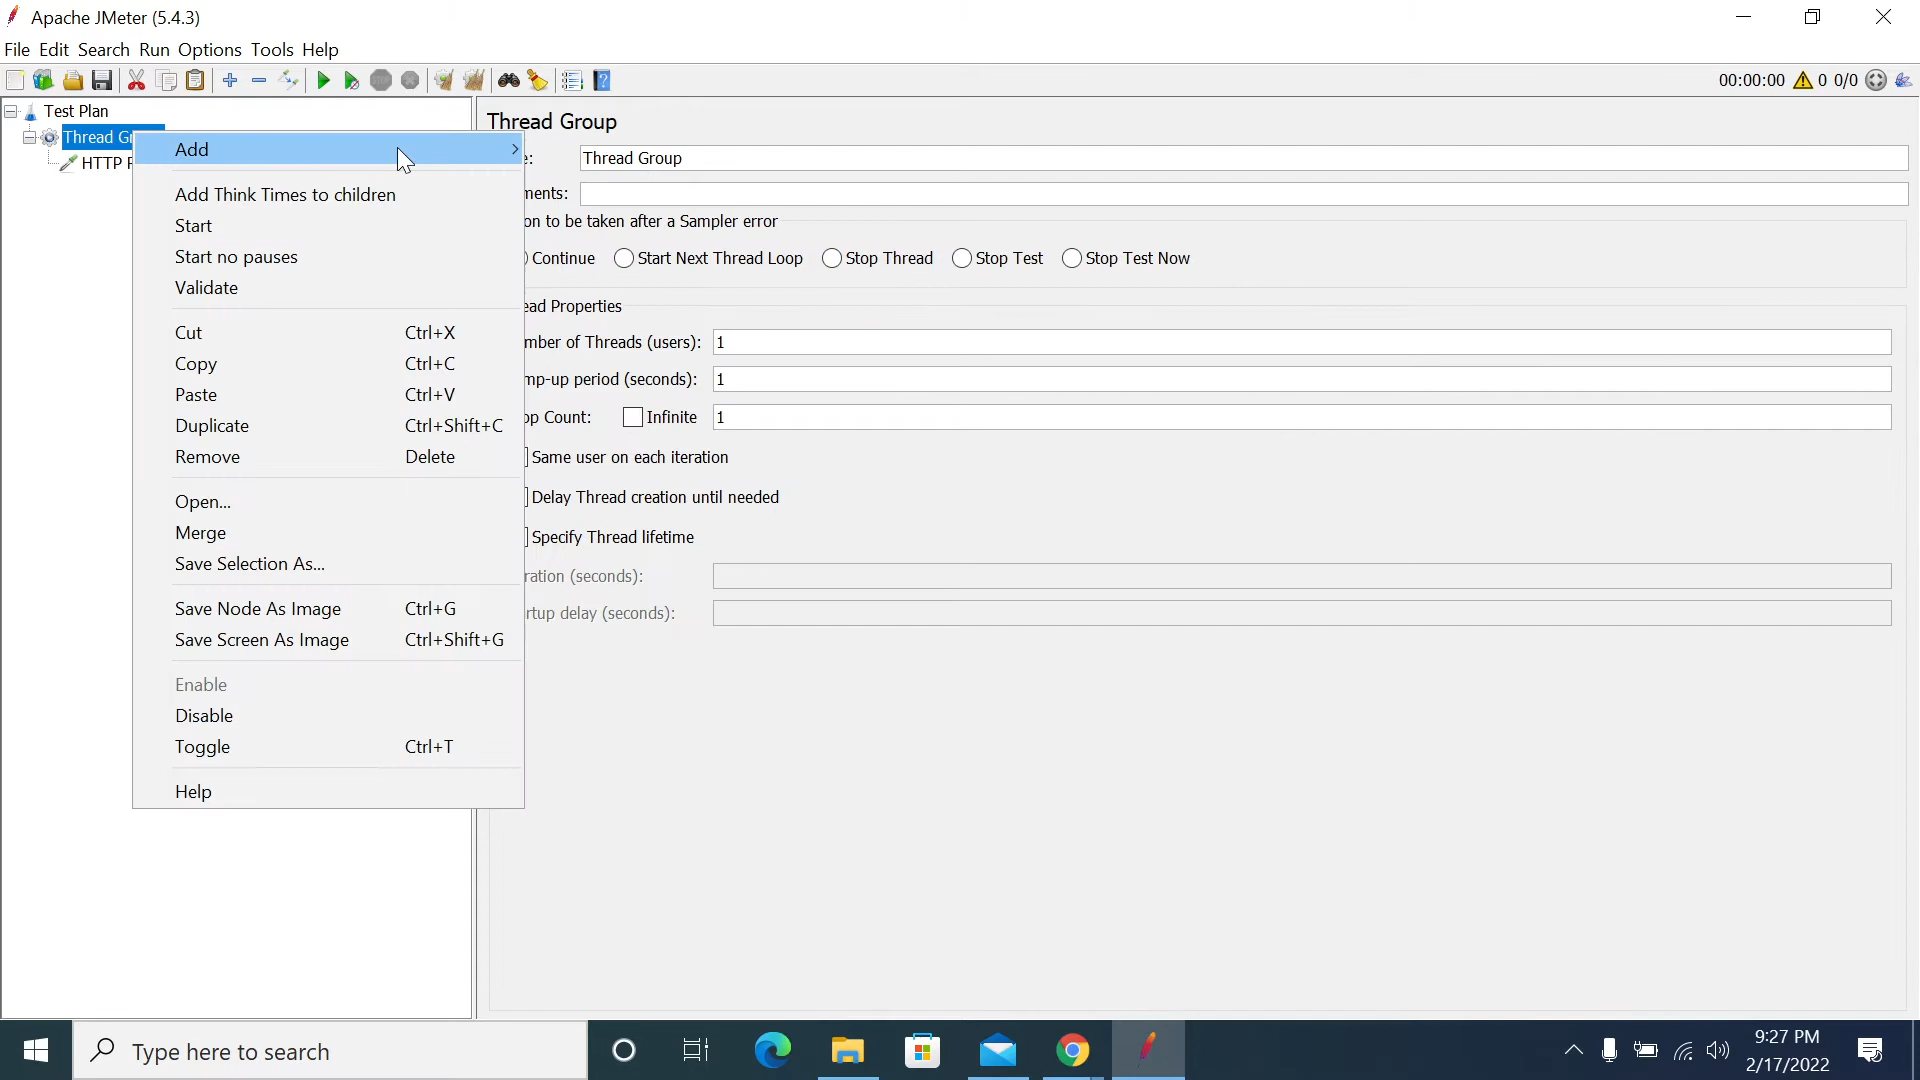 Apache JMeter (5.4.3)
File Edit Search Run Options Tools Help
00:00:00 0 0/0
Test Plan
Thread Gr
HTTP
Add
Add Think Times to children
Start
Start no pauses
Validate
Cut Ctrl+X
Copy Ctrl+C
Paste Ctrl+V
Duplicate Ctrl+Shift+C
Remove Delete
Open...
Merge
Save Selection As...
Save Node As Image Ctrl+G
Save Screen As Image Ctrl+Shift+G
Enable
Disable
Toggle Ctrl+T
Help
Thread Group
e: Thread Group
ments:
on to be taken after a Sampler error
Continue Start Next Thread Loop Stop Thread Stop Test Stop Test Now
ead Properties
mber of Threads (users): 1
mp-up period (seconds): 1
op Count: Infinite 1
Same user on each iteration
Delay Thread creation until needed
Specify Thread lifetime
ration (seconds):
rtup delay (seconds):
Type here to search
9:27 PM
2/17/2022